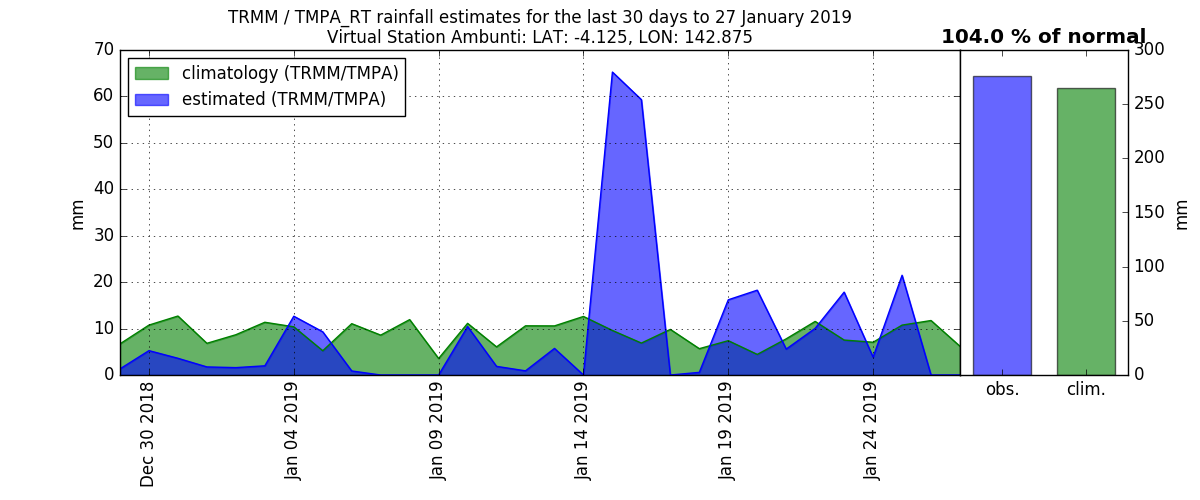 TRMM / TMPA_RT rainfall estimates for the last 30 days to 27 January 2019
Virtual Station Ambunti: LAT: -4.125, LON: 142.875
104.0 % of normal
climatology (TRMM/TMPA)
estimated (TRMM/TMPA)
70
60
50
40
30
20
10
0
mm
Dec 30 2018
Jan 04 2019
Jan 09 2019
Jan 14 2019
Jan 19 2019
Jan 24 2019
300
250
200
150
100
50
0
mm
obs.
clim.